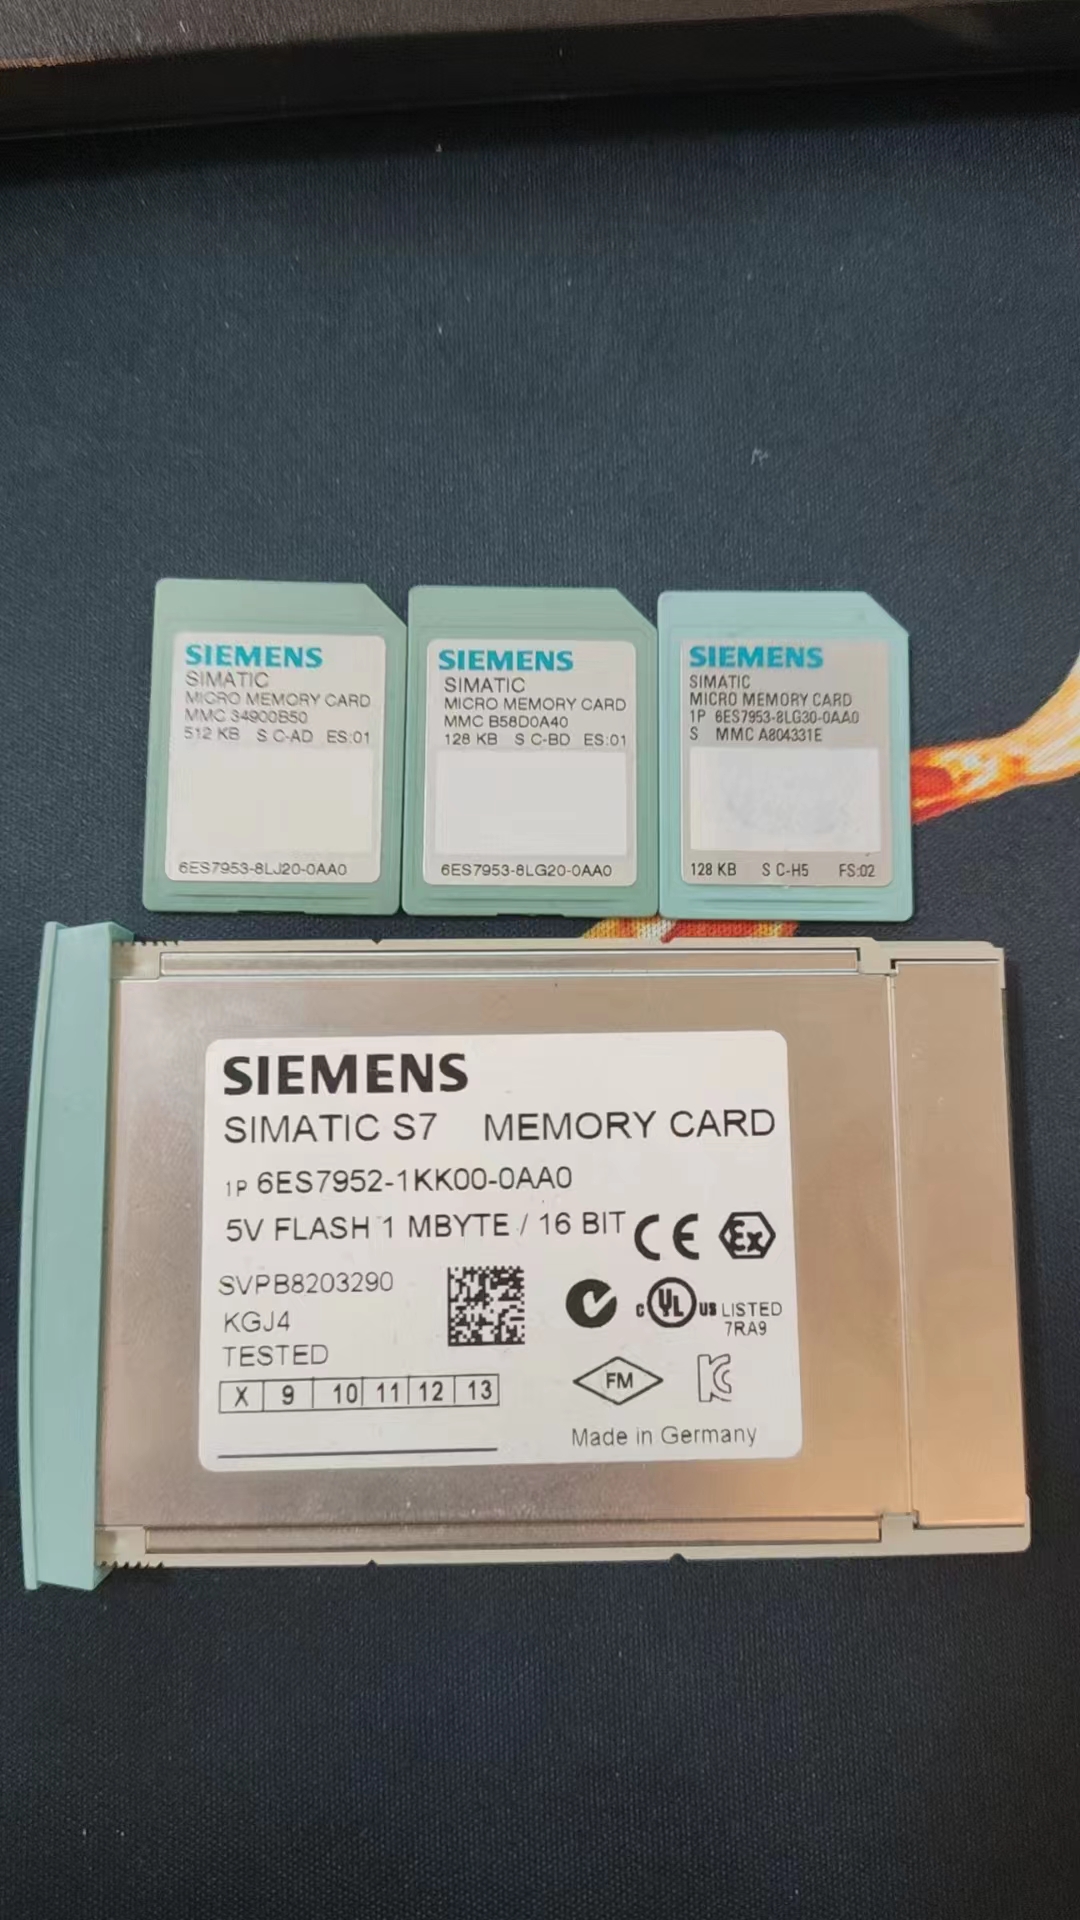 SIEMENS
SIMATIC
MICRO MEMORY CARD
MMC 34900B50
512 KB S C-AD ES:01
6ES7953-8LJ20-0AA0
SIEMENS
SIMATIC
MICRO MEMORY CARD
MMC B58D0A40
128 KB S C-BD ES:01
6ES7953-8LG20-0AA0
SIEMENS
SIMATIC
MICRO MEMORY CARD
1P 6ES7953-8LG30-0AA0
S MMC A804331E
128 KB S C-H5 FS:02
SIEMENS
SIMATIC S7 MEMORY CARD
1P 6ES7952-1KK00-0AA0
5V FLASH 1 MBYTE / 16 BIT CE Ex
SVPB8203290
KGJ4
TESTED
X 9 10 11 12 13
c UL US LISTED
7RA9
FM
Made in Germany